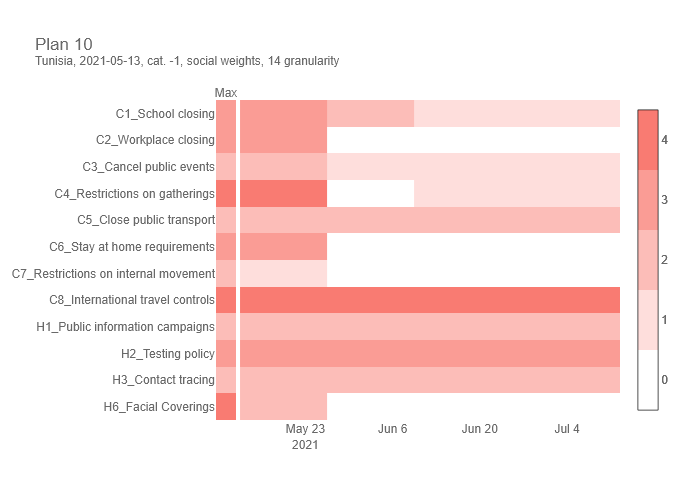 Plan 10
Tunisia, 2021-05-13, cat. -1, social weights, 14 granularity
Max
C1_School closing
C2_Workplace closing
C3_Cancel public events
C4_Restrictions on gatherings
C5_Close public transport
C6_Stay at home requirements
C7_Restrictions on internal movement
C8_International travel controls
H1_Public information campaigns
H2_Testing policy
H3_Contact tracing
H6_Facial Coverings
May 23 Jun 6 Jun 20 Jul 4
2021
4
3
2
1
0